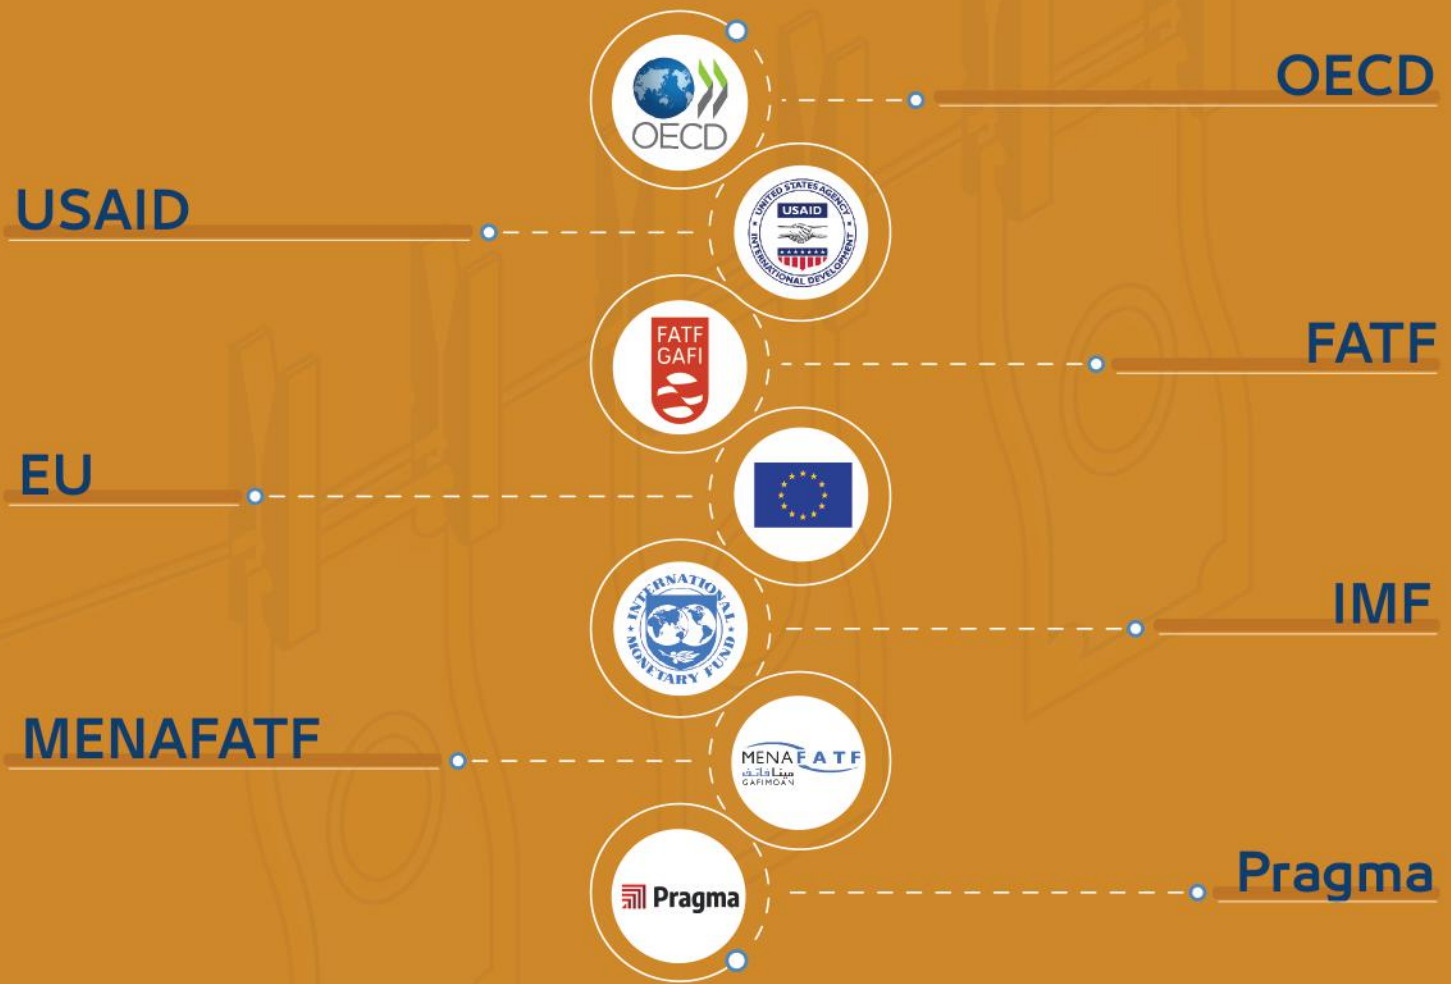 OECD
OECD
USAID
UNITED STATES AGENCY
USAID
INTERNATIONAL DEVELOPMENT
FATF
GAFI
FATF
EU
INTERNATIONAL
MONETARY FUND
IMF
MENAFATF
MENAFATF
مينافاتف
GAFIMOAN
Pragma
Pragma